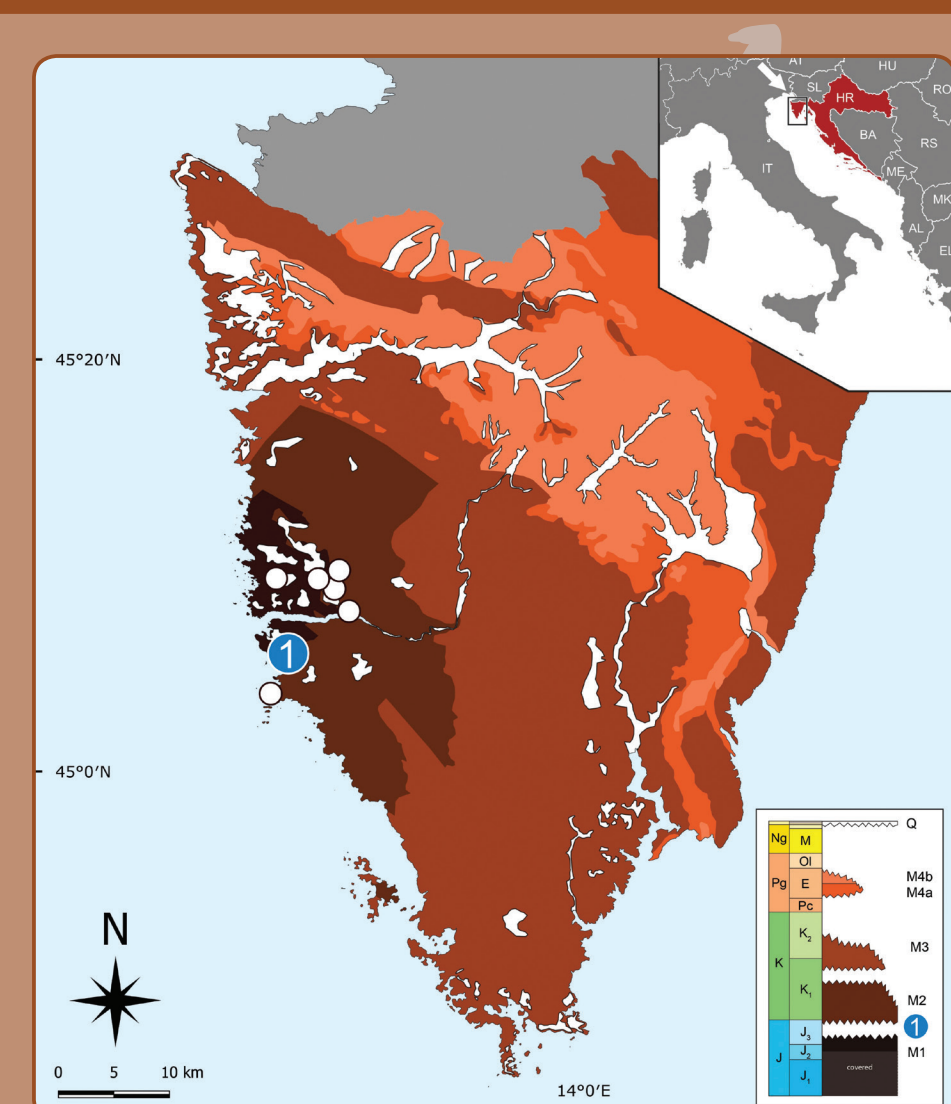 AT
HU
SL
RO
HR
BA
RS
IT
ME
MK
AL
EL
45°20′N
1
45°0′N
N
0 5 10 km
14°0′E
Q
Ng M
Ol
M4b
Pg E
M4a
Pc
K₂
M3
K
K₁
M2
1
J₃
J₂
M1
J
covered
J₁